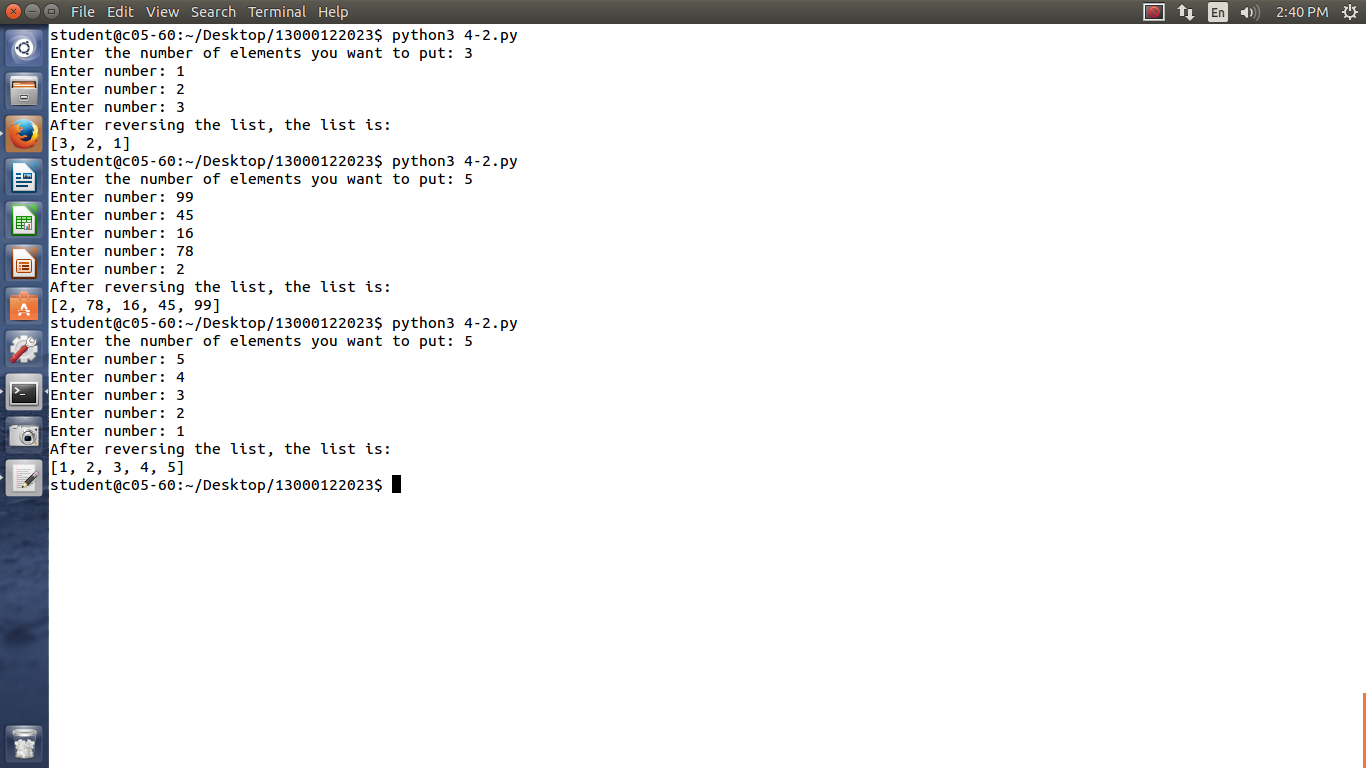 File Edit View Search Terminal Help
En
2:40 PM
student@c05-60:~/Desktop/13000122023$ python3 4-2.py
Enter the number of elements you want to put: 3
Enter number: 1
Enter number: 2
Enter number: 3
After reversing the list, the list is:
[3, 2, 1]
student@c05-60:~/Desktop/13000122023$ python3 4-2.py
Enter the number of elements you want to put: 5
Enter number: 99
Enter number: 45
Enter number: 16
Enter number: 78
Enter number: 2
After reversing the list, the list is:
[2, 78, 16, 45, 99]
student@c05-60:~/Desktop/13000122023$ python3 4-2.py
Enter the number of elements you want to put: 5
Enter number: 5
Enter number: 4
Enter number: 3
Enter number: 2
Enter number: 1
After reversing the list, the list is:
[1, 2, 3, 4, 5]
student@c05-60:~/Desktop/13000122023$